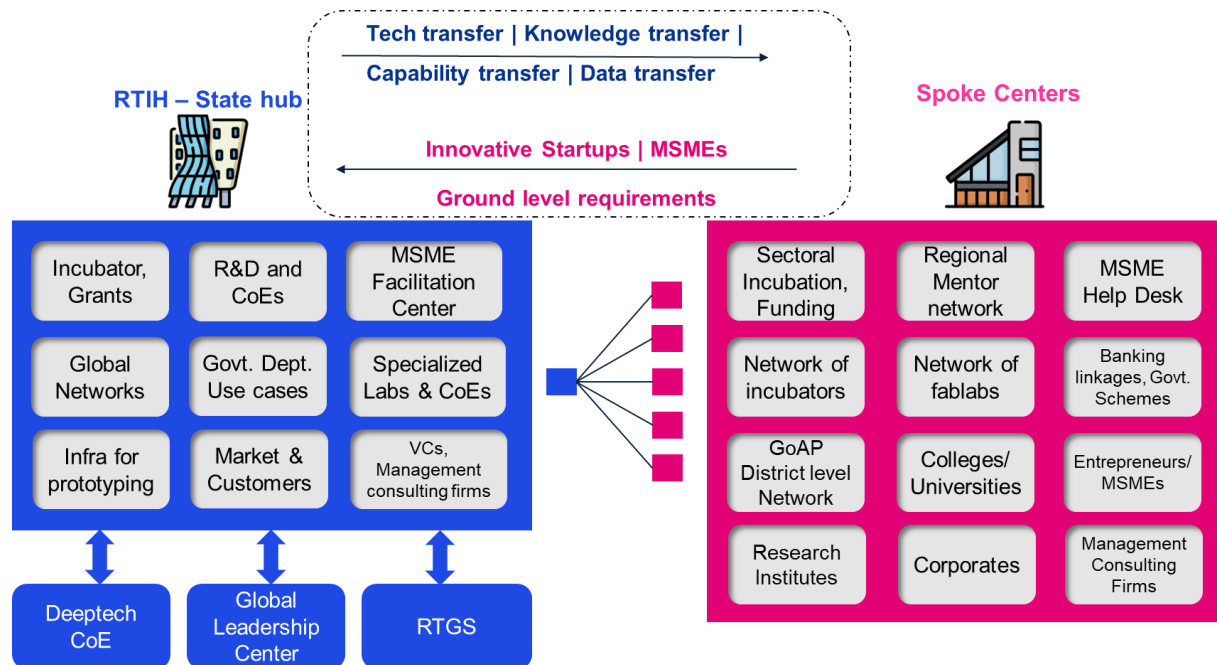 Tech transfer | Knowledge transfer |
Capability transfer | Data transfer
RTIH – State hub
Spoke Centers
Innovative Startups | MSMEs
Ground level requirements
Incubator,
Grants
R&D and
CoEs
MSME
Facilitation
Center
Global
Networks
Govt. Dept.
Use cases
Specialized
Labs & CoEs
Infra for
prototyping
Market &
Customers
VCs,
Management
consulting firms
Deeptech
CoE
Global
Leadership
Center
RTGS
Sectoral
Incubation,
Funding
Regional
Mentor
network
MSME
Help Desk
Network of
incubators
Network of
fablabs
Banking
linkages, Govt.
Schemes
GoAP
District level
Network
Colleges/
Universities
Entrepreneurs/
MSMEs
Research
Institutes
Corporates
Management
Consulting
Firms